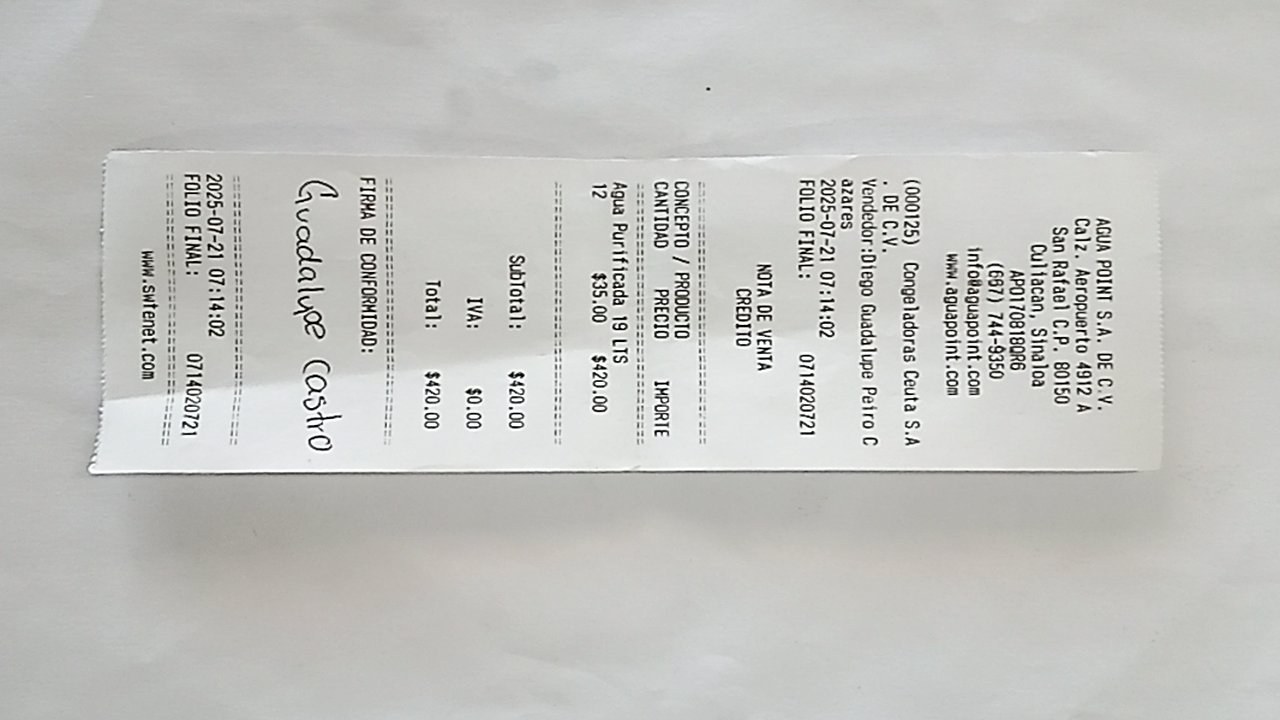 AGUA POINT S.A. DE C.V.
Calz. Aeropuerto 4912 A
San Rafael C.P. 80150
Culiacan, Sinaloa
APO170818QR6
(667) 744-9350
info@aguapoint.com
www.aguapoint.com
(000125) Congeladoras Ceuta S.A
. DE C.V.
Vendedor:Diego Guadalupe Peiro C
azares
2025-07-21 07:14:02
FOLIO FINAL: 0714020721
NOTA DE VENTA
CREDITO
================================
CONCEPTO / PRODUCTO
CANTIDAD PRECIO IMPORTE
================================
Agua Purificada 19 LTS
12 $35.00 $420.00
================================
SubTotal: $420.00
IVA: $0.00
Total: $420.00
================================
FIRMA DE CONFORMIDAD:
Guadalupe Castro
================================
2025-07-21 07:14:02
FOLIO FINAL: 0714020721
================================
www.swtenet.com